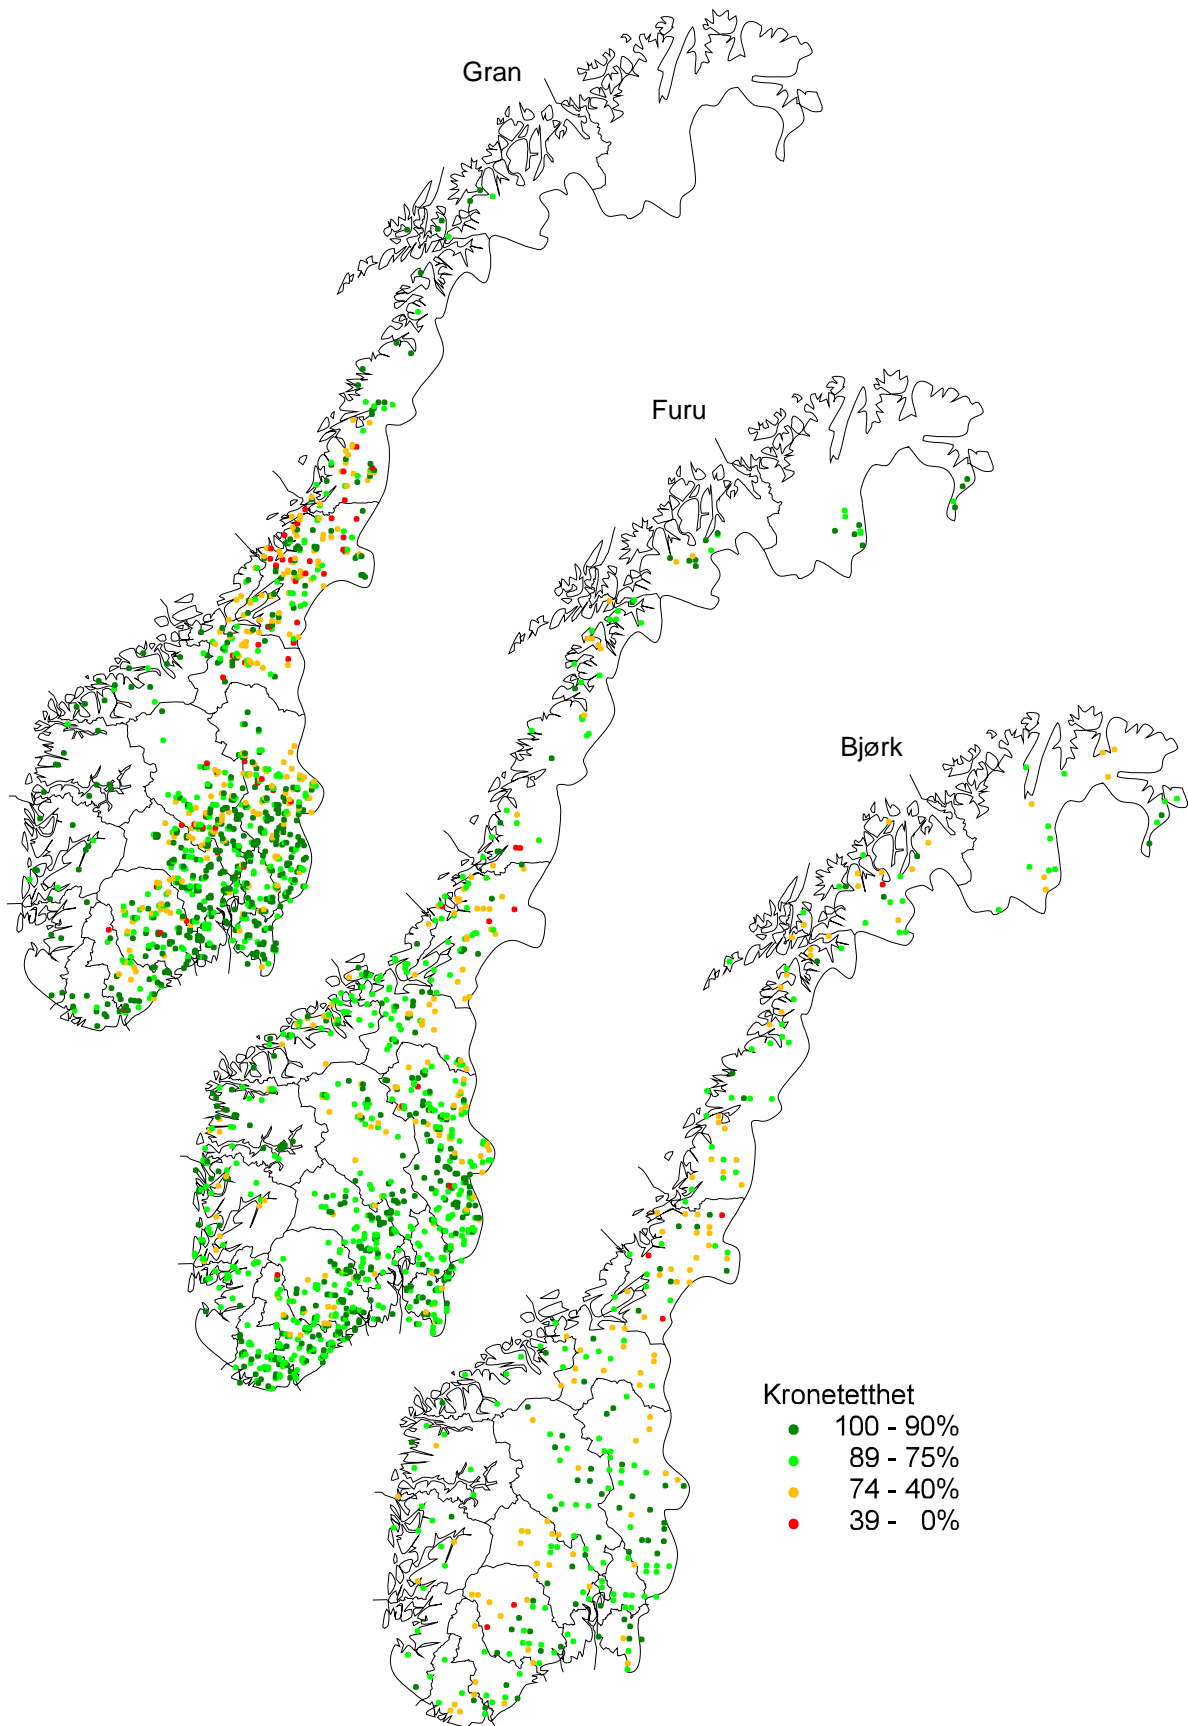 Gran
Furu
Bjørk
Kronetetthet
100 - 90%
89 - 75%
74 - 40%
39 - 0%